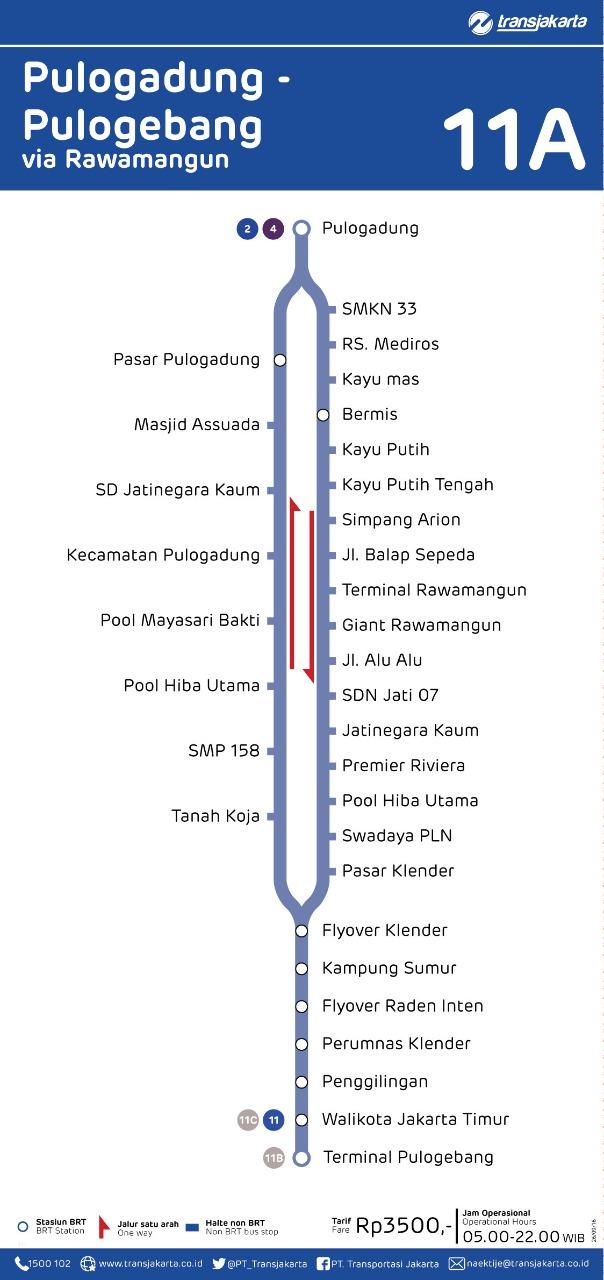 transjakarta
Pulogadung -
Pulogebang
via Rawamangun
11A
2 4 Pulogadung
SMKN 33
RS. Mediros
Pasar Pulogadung
Kayu mas
Bermis
Masjid Assuada
Kayu Putih
Kayu Putih Tengah
SD Jatinegara Kaum
Simpang Arion
Kecamatan Pulogadung
Jl. Balap Sepeda
Terminal Rawamangun
Pool Mayasari Bakti
Giant Rawamangun
Jl. Alu Alu
Pool Hiba Utama
SDN Jati 07
Jatinegara Kaum
SMP 158
Premier Riviera
Pool Hiba Utama
Tanah Koja
Swadaya PLN
Pasar Klender
Flyover Klender
Kampung Sumur
Flyover Raden Inten
Perumnas Klender
Penggilingan
11C 11 Walikota Jakarta Timur
11B Terminal Pulogebang
Stasiun BRT
BRT Station
Jalur satu arah
One way
Halte non BRT
Non BRT bus stop
Tarif
Fare
Rp3500,-
Jam Operasional
Operational Hours
05.00-22.00 WIB
1500 102 www.transjakarta.co.id @PT_Transjakarta PT. Transportasi Jakarta naektije@transjakarta.co.id